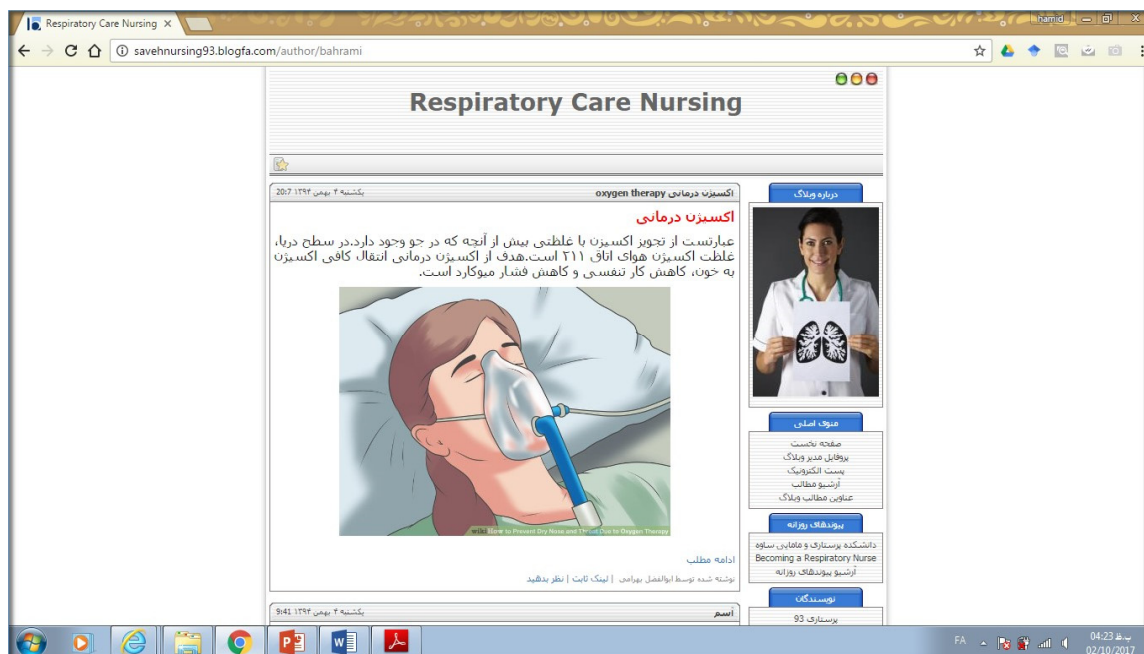 Respiratory Care Nursing
hamid
savehnursing93.blogfa.com/author/bahrami
Respiratory Care Nursing
اکسیژن درمانی oxygen therapy
یکشنبه ۴ بهمن ۱۳۹۴ 20:7
اکسیژن درمانی
عبارتست از تجویز اکسیزن با غلظتی بیش از آنچه که در جو وجود دارد.در سطح دریا،
غلظت اکسیژن هوای اتاق ۲۱۱ است.هدف از اکسیژن درمانی انتقال کافی اکسیژن
به خون، کاهش کار تنفسی و کاهش فشار میوکارد است.
wikiHow to Prevent Dry Nose and Throat Due to Oxygen Therapy
ادامه مطلب
نوشته شده توسط ابوالفضل بهرامی | لینک ثابت | نظر بدهید
آسم
یکشنبه ۴ بهمن ۱۳۹۴ 9:41
درباره وبلاگ
منوی اصلی
صفحه نخست
پروفایل مدیر وبلاگ
پست الکترونیک
آرشیو مطالب
عناوین مطالب وبلاگ
پیوندهای روزانه
دانشکده پرستاری و مامایی ساوه
Becoming a Respiratory Nurse
آرشیو پیوندهای روزانه
نویسندگان
پرستاری 93
FA
04:23 ب.ظ
02/10/2017